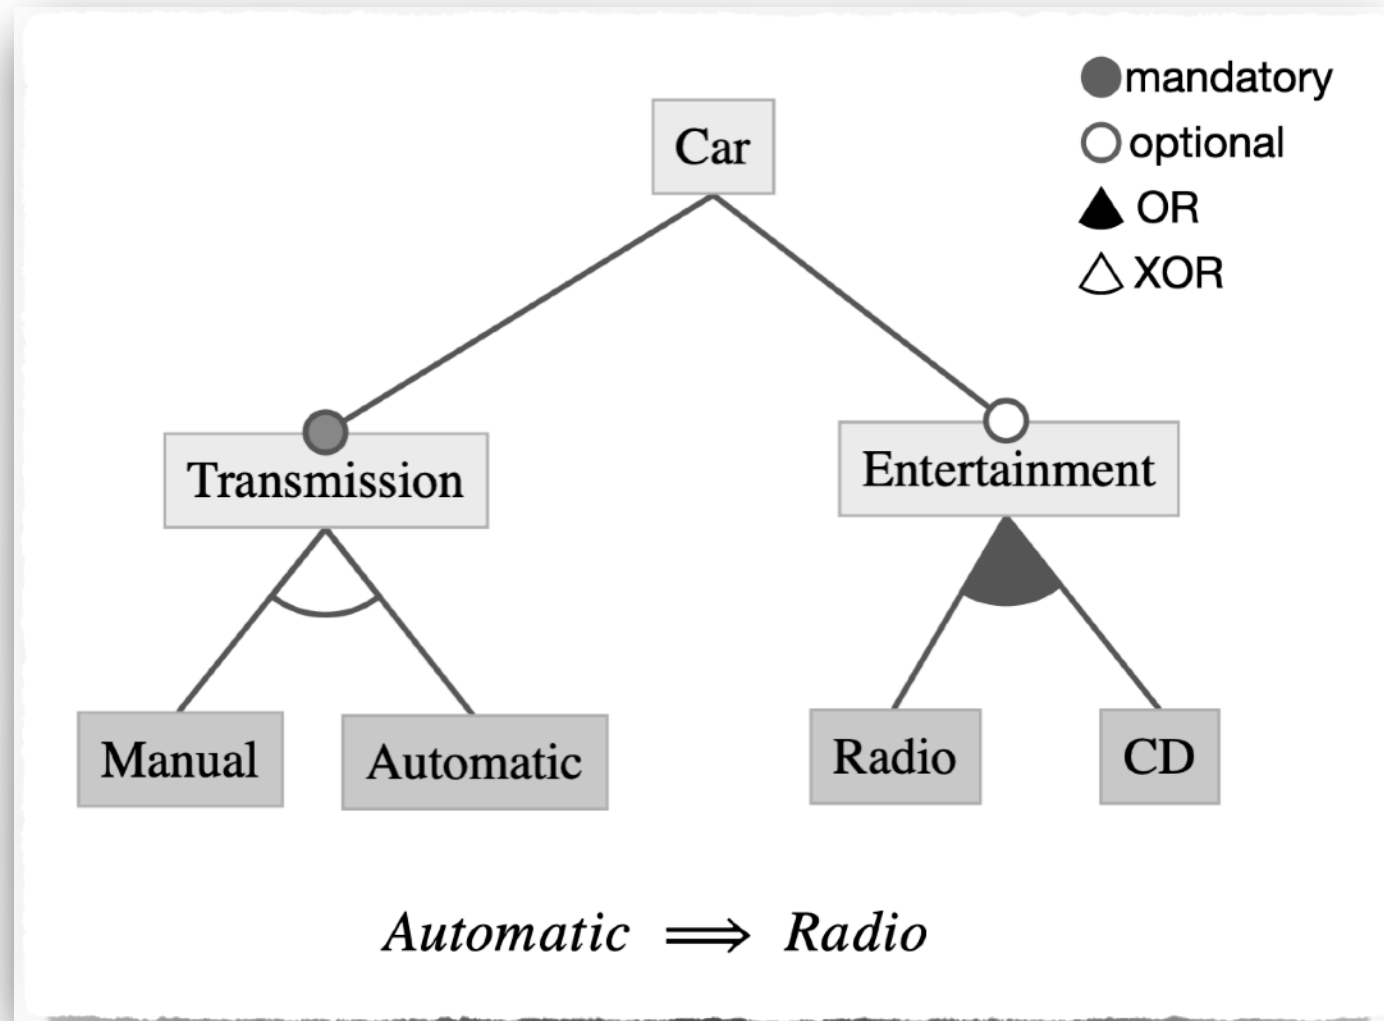 mandatory
optional
OR
XOR
Car
Transmission
Entertainment
Manual
Automatic
Radio
CD
Automatic ⟹ Radio